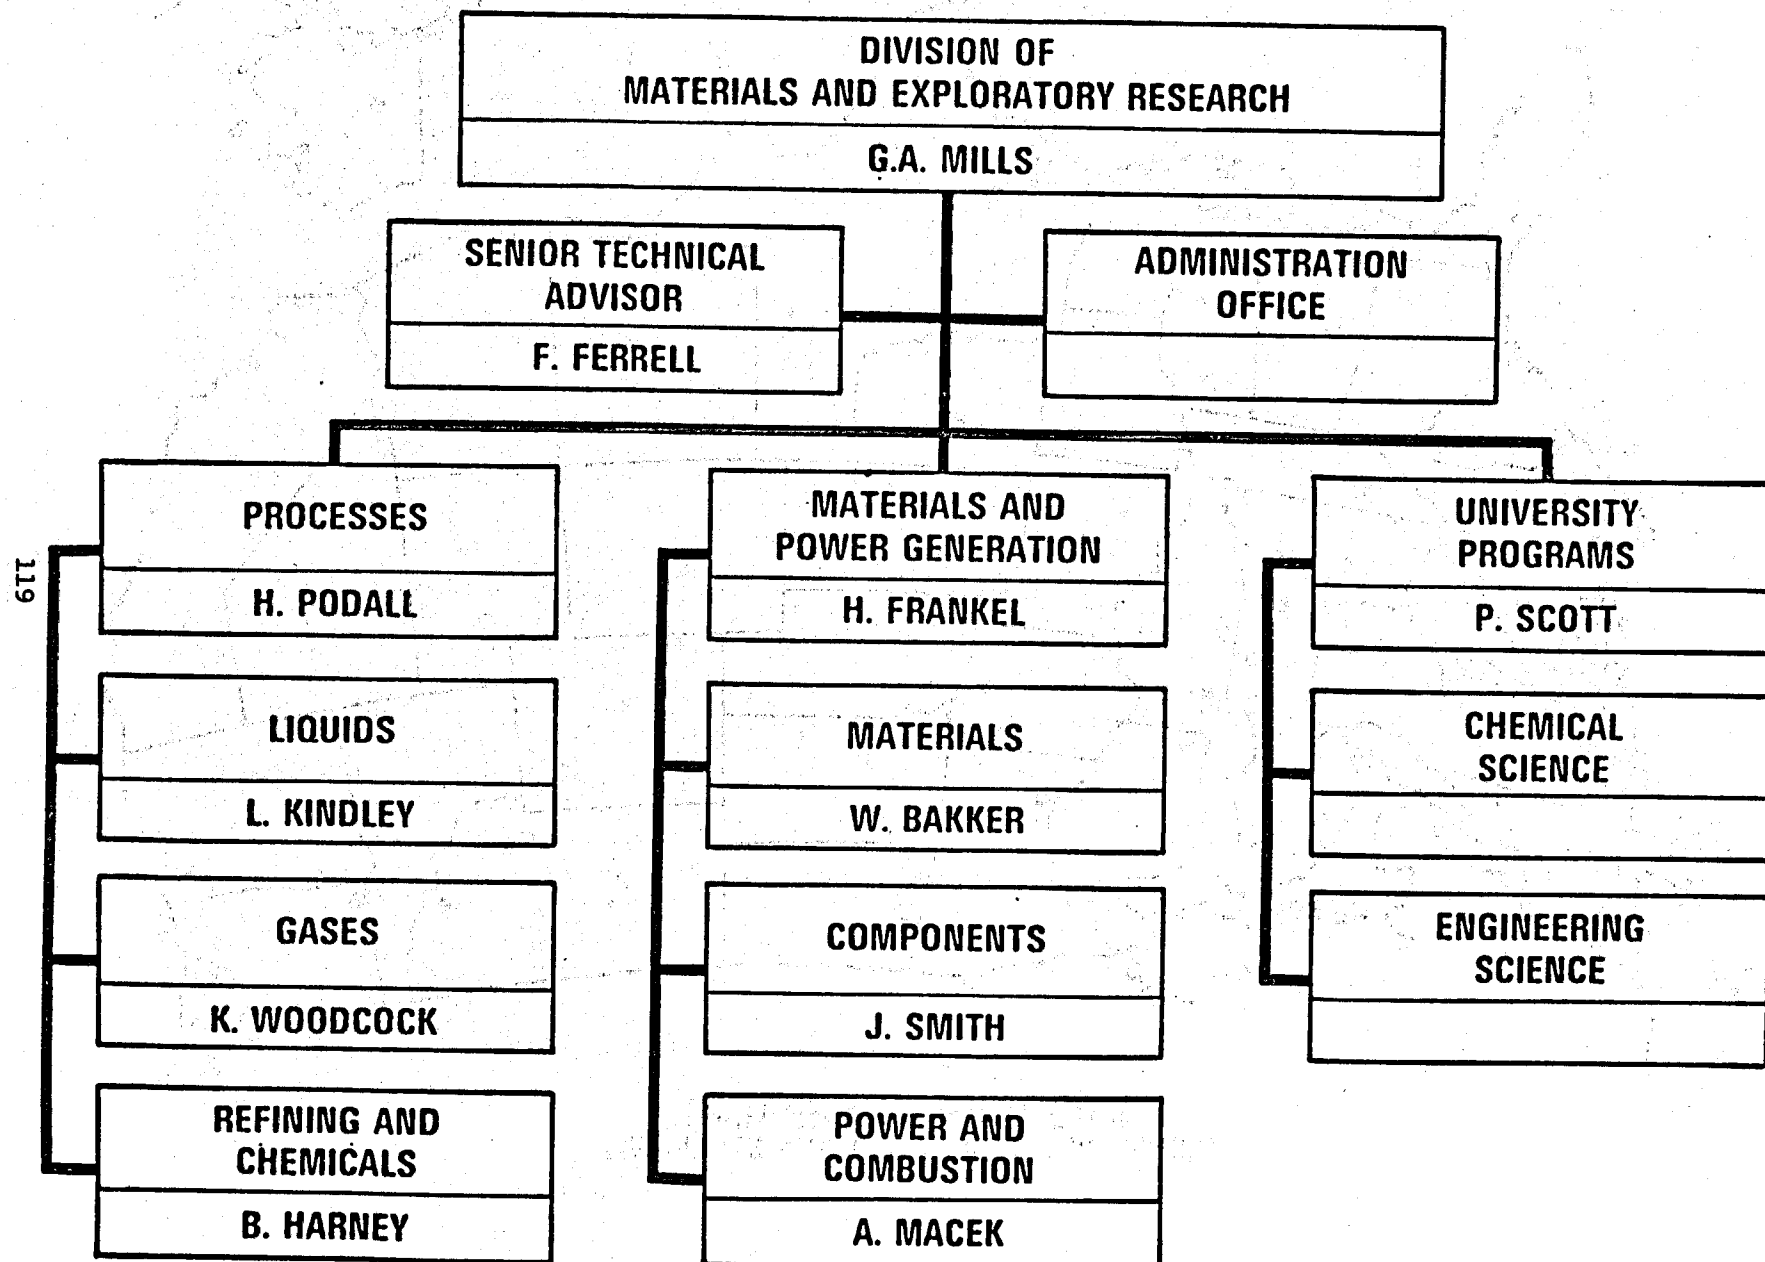 DIVISION OF
MATERIALS AND EXPLORATORY RESEARCH
G.A. MILLS
SENIOR TECHNICAL
ADVISOR
F. FERRELL
ADMINISTRATION
OFFICE
PROCESSES
H. PODALL
LIQUIDS
L. KINDLEY
GASES
K. WOODCOCK
REFINING AND
CHEMICALS
B. HARNEY
MATERIALS AND
POWER GENERATION
H. FRANKEL
MATERIALS
W. BAKKER
COMPONENTS
J. SMITH
POWER AND
COMBUSTION
A. MACEK
UNIVERSITY
PROGRAMS
P. SCOTT
CHEMICAL
SCIENCE
ENGINEERING
SCIENCE
119